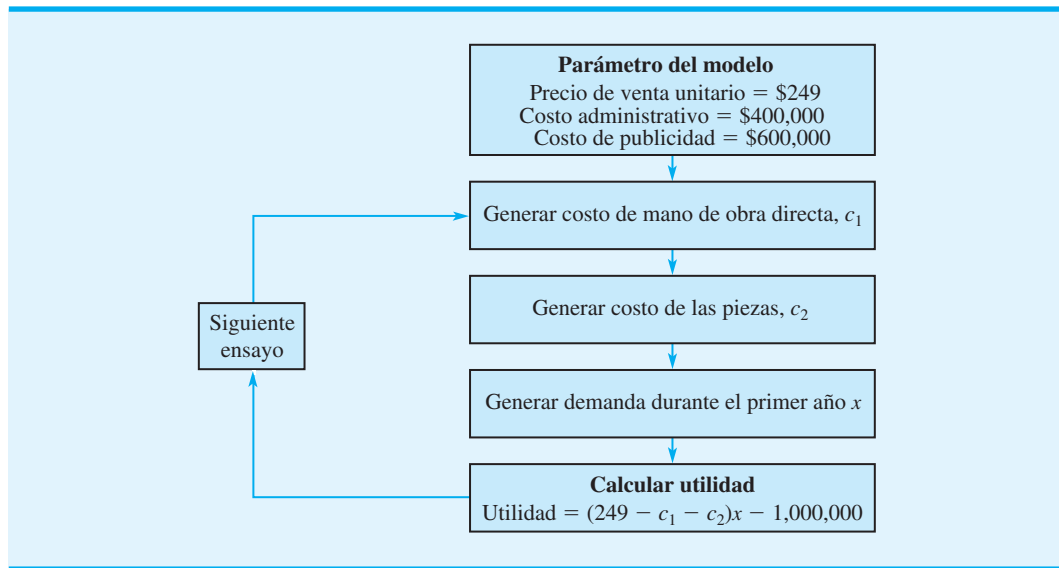 Parámetro del modelo
Precio de venta unitario = $249
Costo administrativo = $400,000
Costo de publicidad = $600,000
Generar costo de mano de obra directa, c₁
Generar costo de las piezas, c₂
Siguiente
ensayo
Generar demanda durante el primer año x
Calcular utilidad
Utilidad = (249 − c₁ − c₂)x − 1,000,000